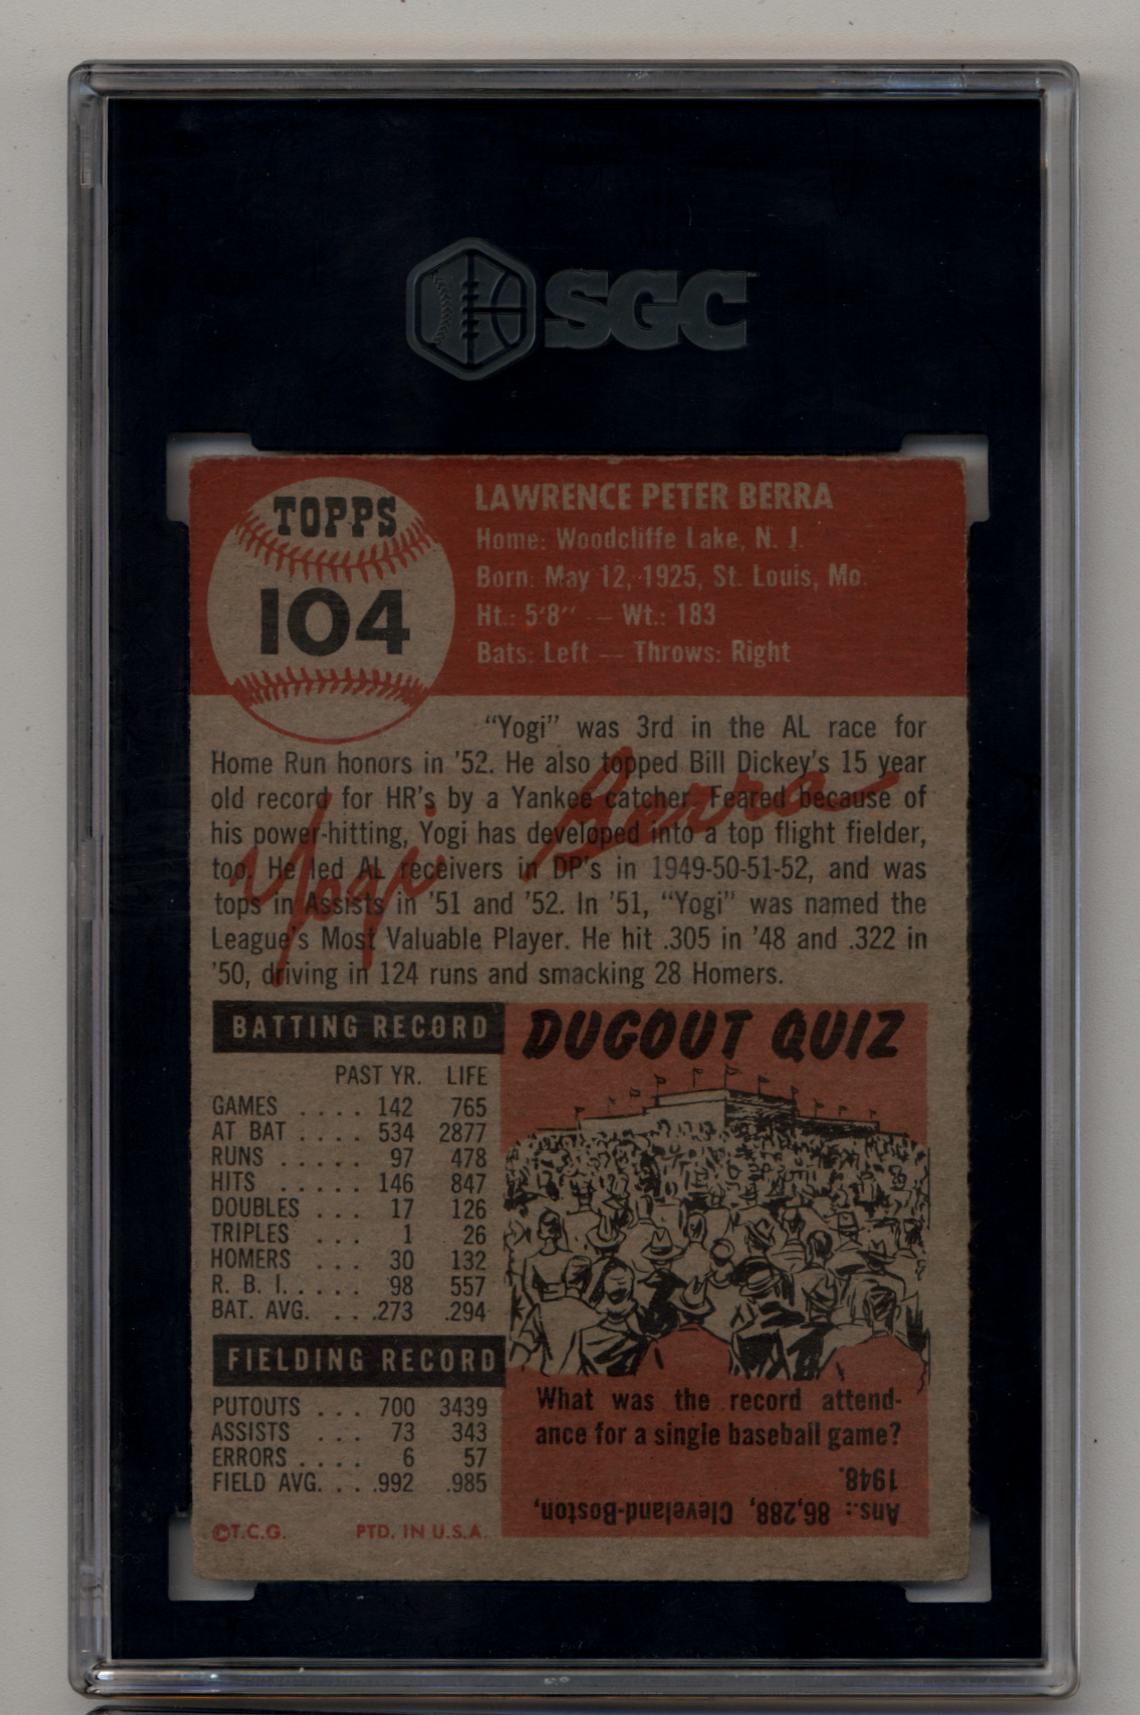 SGC
TOPPS
104
LAWRENCE PETER BERRA
Home: Woodcliffe Lake, N. J.
Born: May 12, 1925, St. Louis, Mo.
Ht.: 5'8'' — Wt.: 183
Bats: Left — Throws: Right
"Yogi" was 3rd in the AL race for
Home Run honors in '52. He also topped Bill Dickey's 15 year
old record for HR's by a Yankee catcher. Feared because of
his power-hitting, Yogi has developed into a top flight fielder,
too. He led AL receivers in DP's in 1949-50-51-52, and was
tops in Assists in '51 and '52. In '51, "Yogi" was named the
League's Most Valuable Player. He hit .305 in '48 and .322 in
'50, driving in 124 runs and smacking 28 Homers.
Yogi Berra
BATTING RECORD
PAST YR. LIFE
GAMES .... 142 765
AT BAT .... 534 2877
RUNS ..... 97 478
HITS ..... 146 847
DOUBLES ... 17 126
TRIPLES ... 1 26
HOMERS ... 30 132
R. B. I. .... 98 557
BAT. AVG. ... .273 .294
FIELDING RECORD
PUTOUTS ... 700 3439
ASSISTS ... 73 343
ERRORS .... 6 57
FIELD AVG. ... .992 .985
©T.C.G. PTD. IN U.S.A.
DUGOUT QUIZ
What was the record attend-
ance for a single baseball game?
Ans.: 86,288, Cleveland-Boston,
1948.